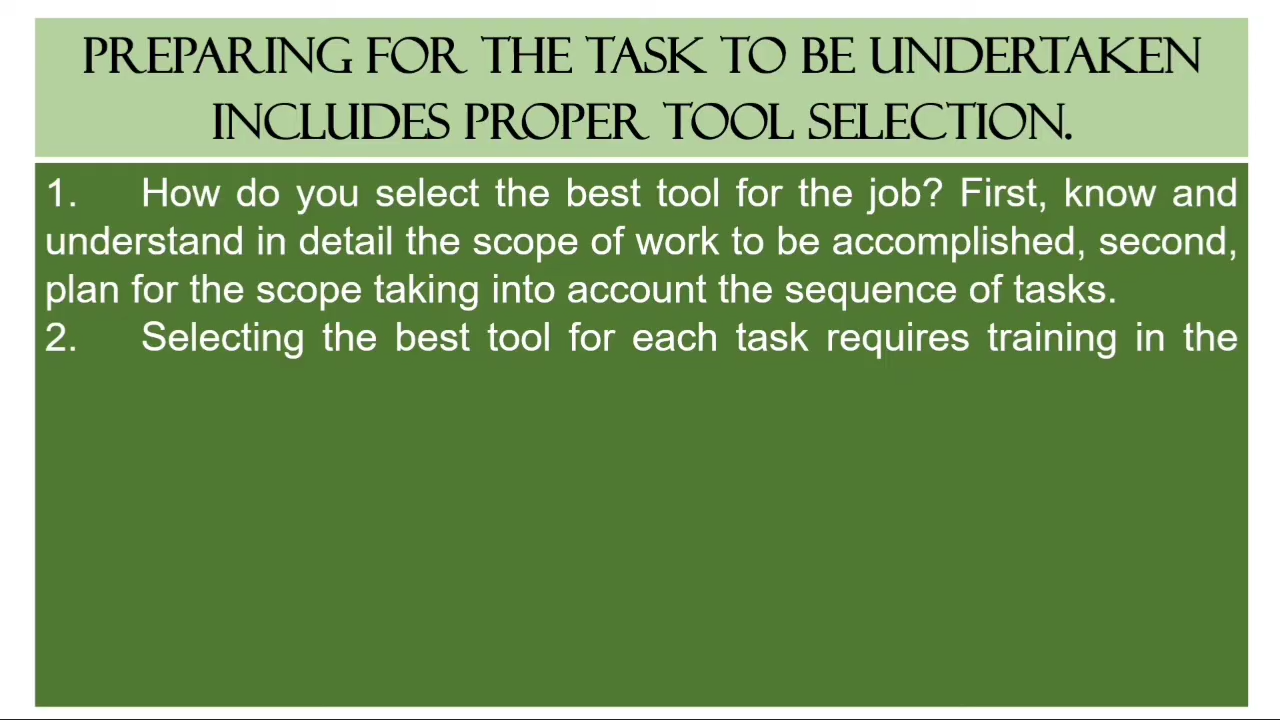 PREPARING FOR THE TASK TO BE UNDERTAKEN
INCLUDES PROPER TOOL SELECTION.
1. How do you select the best tool for the job? First, know and
understand in detail the scope of work to be accomplished, second,
plan for the scope taking into account the sequence of tasks.
2. Selecting the best tool for each task requires training in the